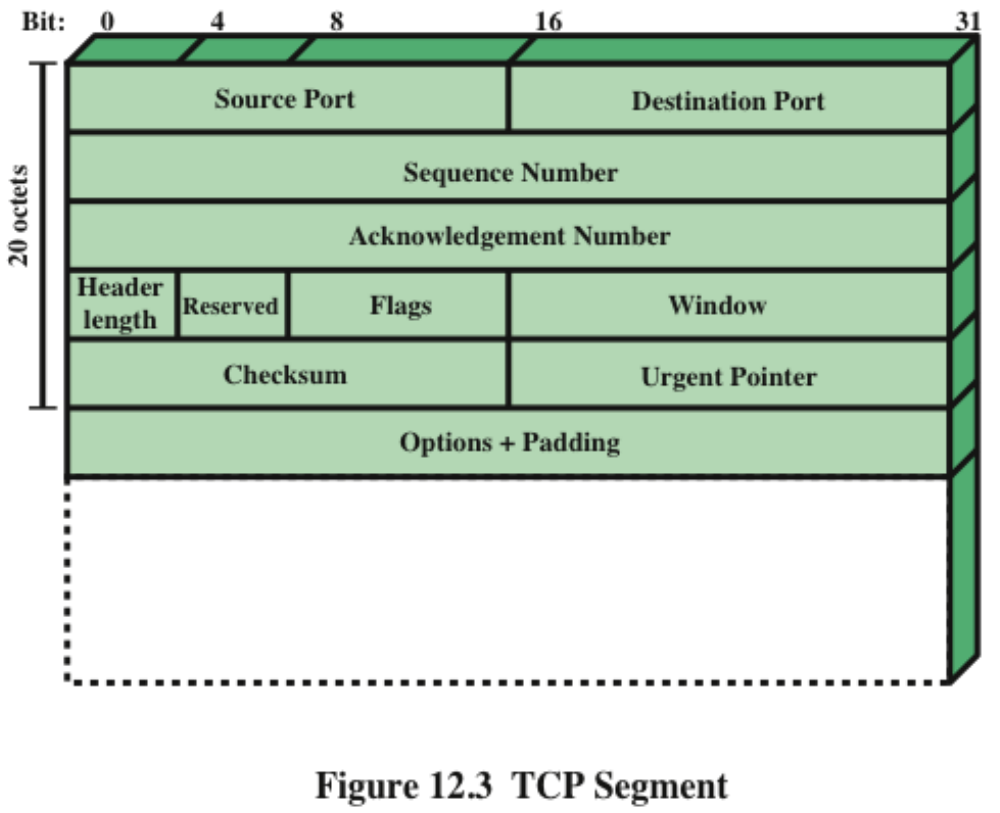 Bit: 0 4 8 16 31
Source Port Destination Port
Sequence Number
Acknowledgement Number
Header
length Reserved Flags Window
Checksum Urgent Pointer
20 octets
Options + Padding
Figure 12.3 TCP Segment